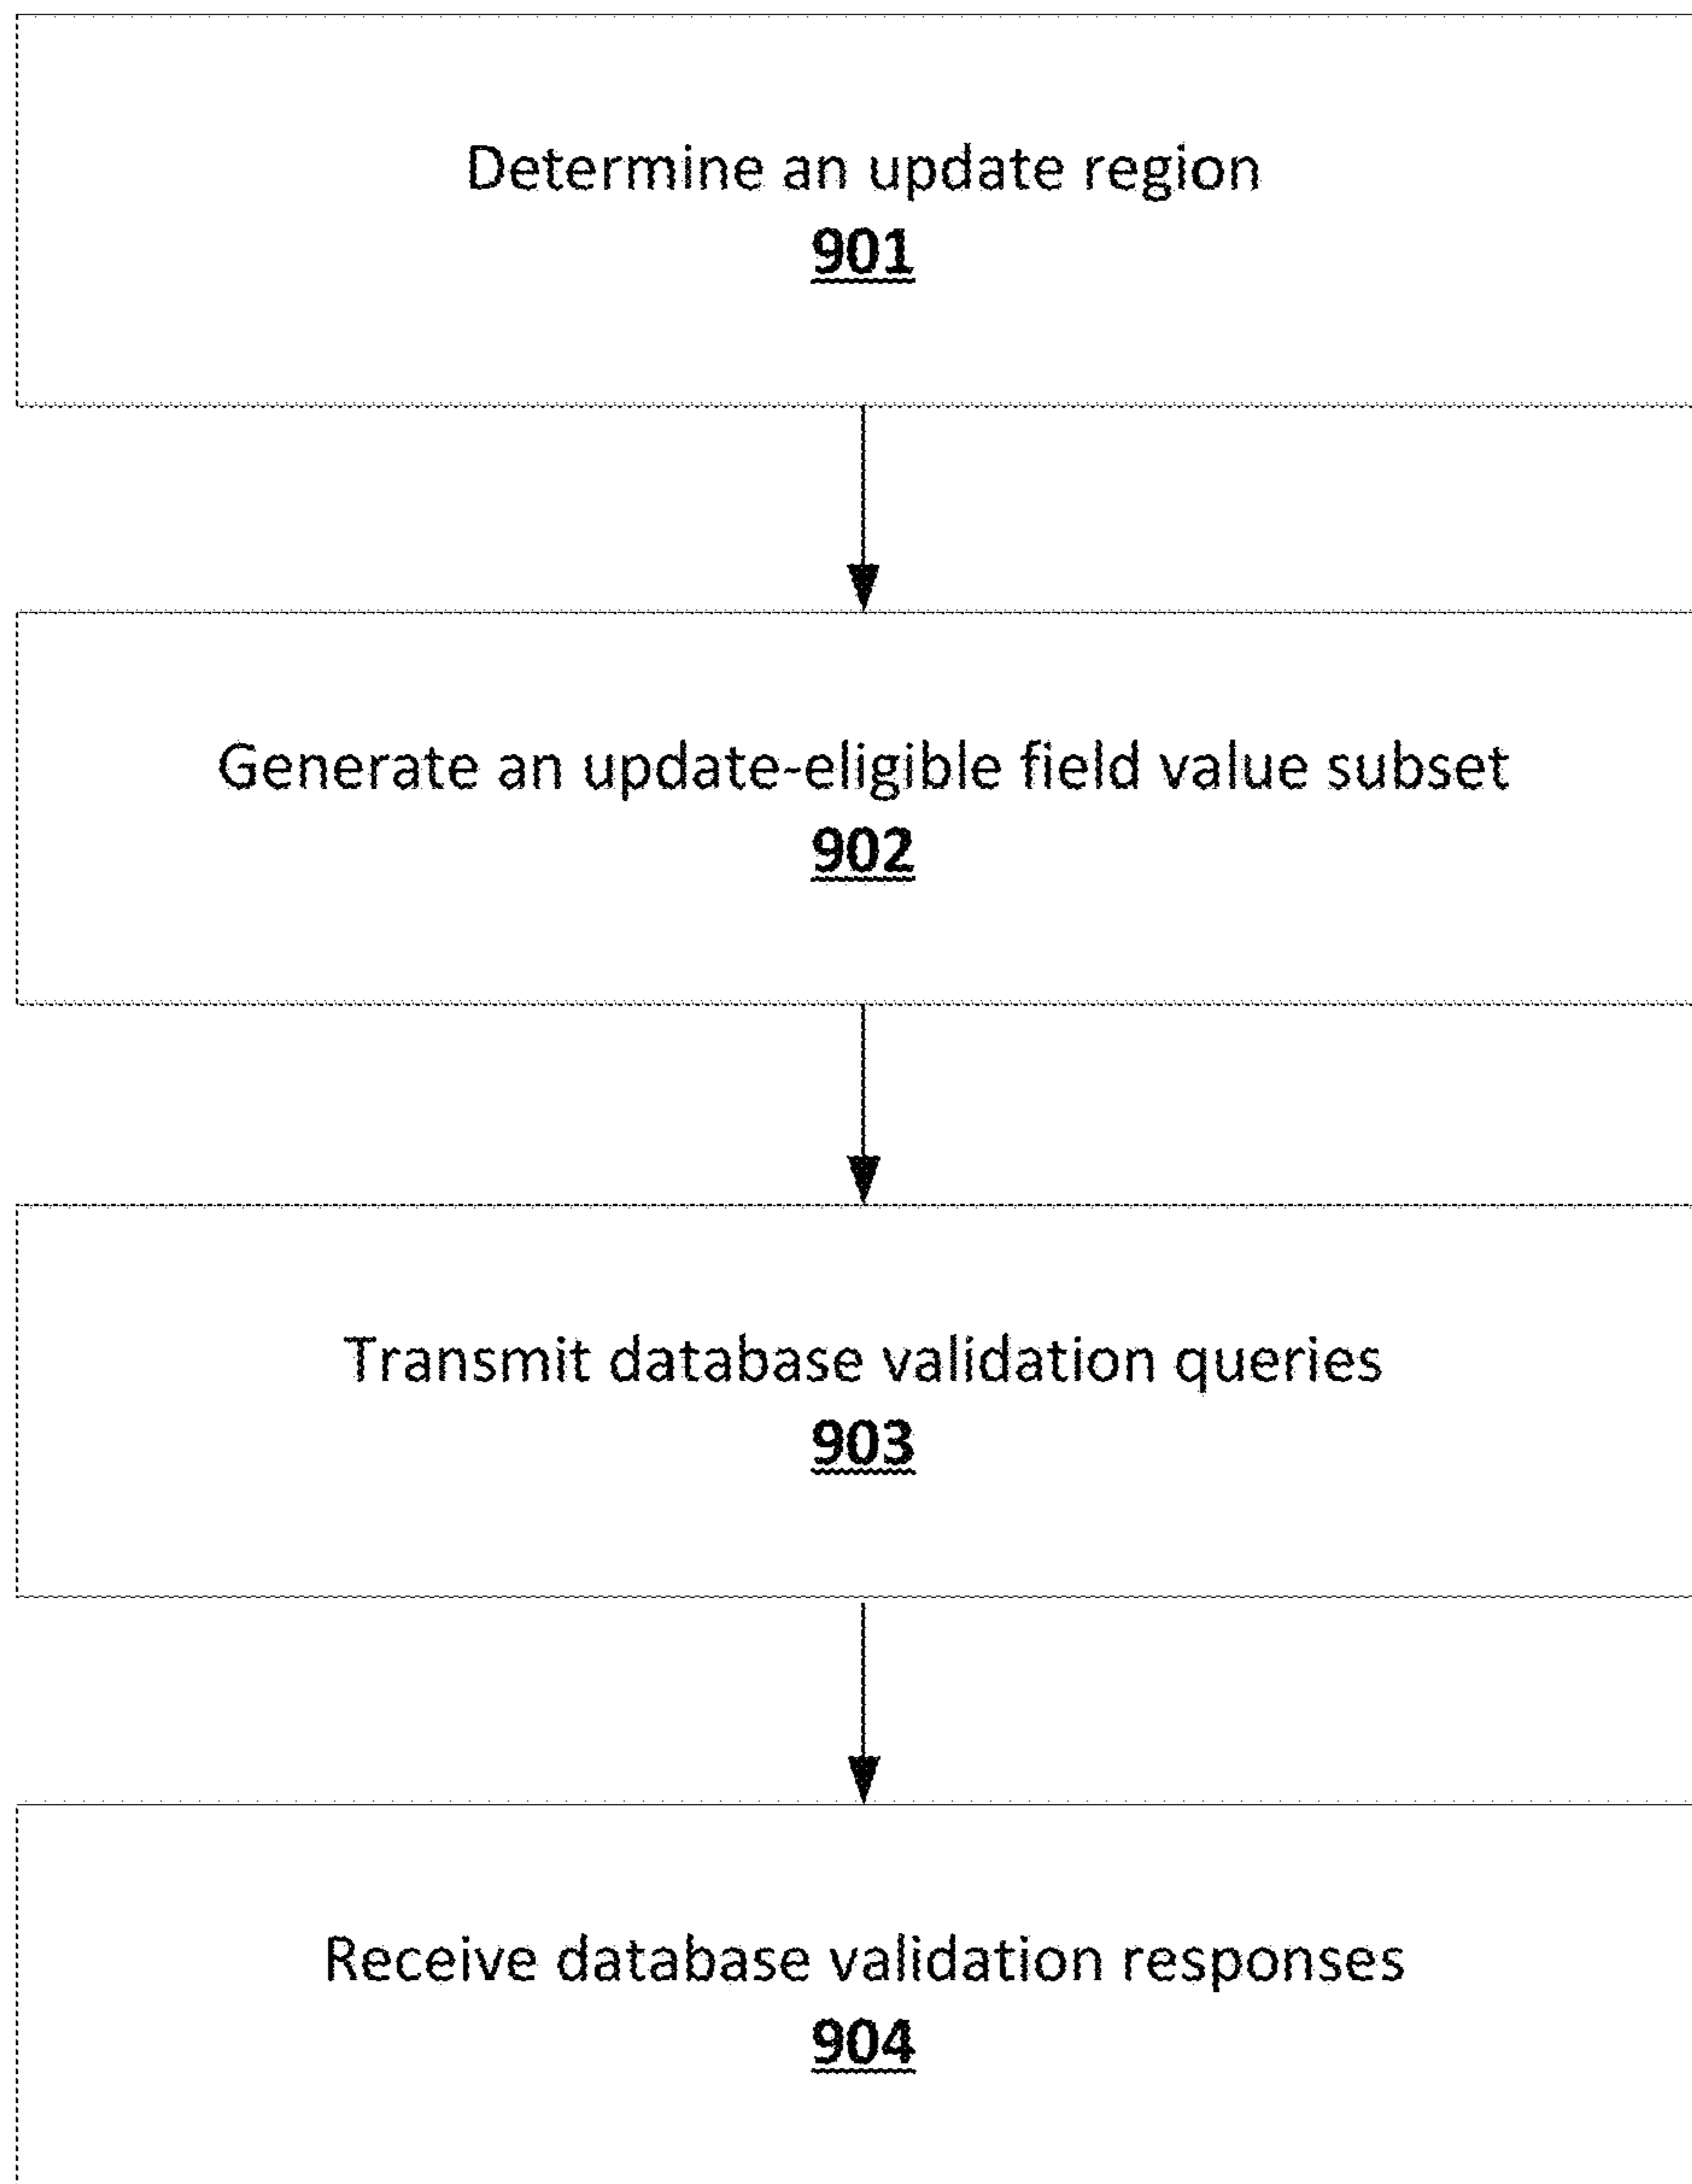 Determine an update region
901
Generate an update-eligible field value subset
902
Transmit database validation queries
903
Receive database validation responses
904